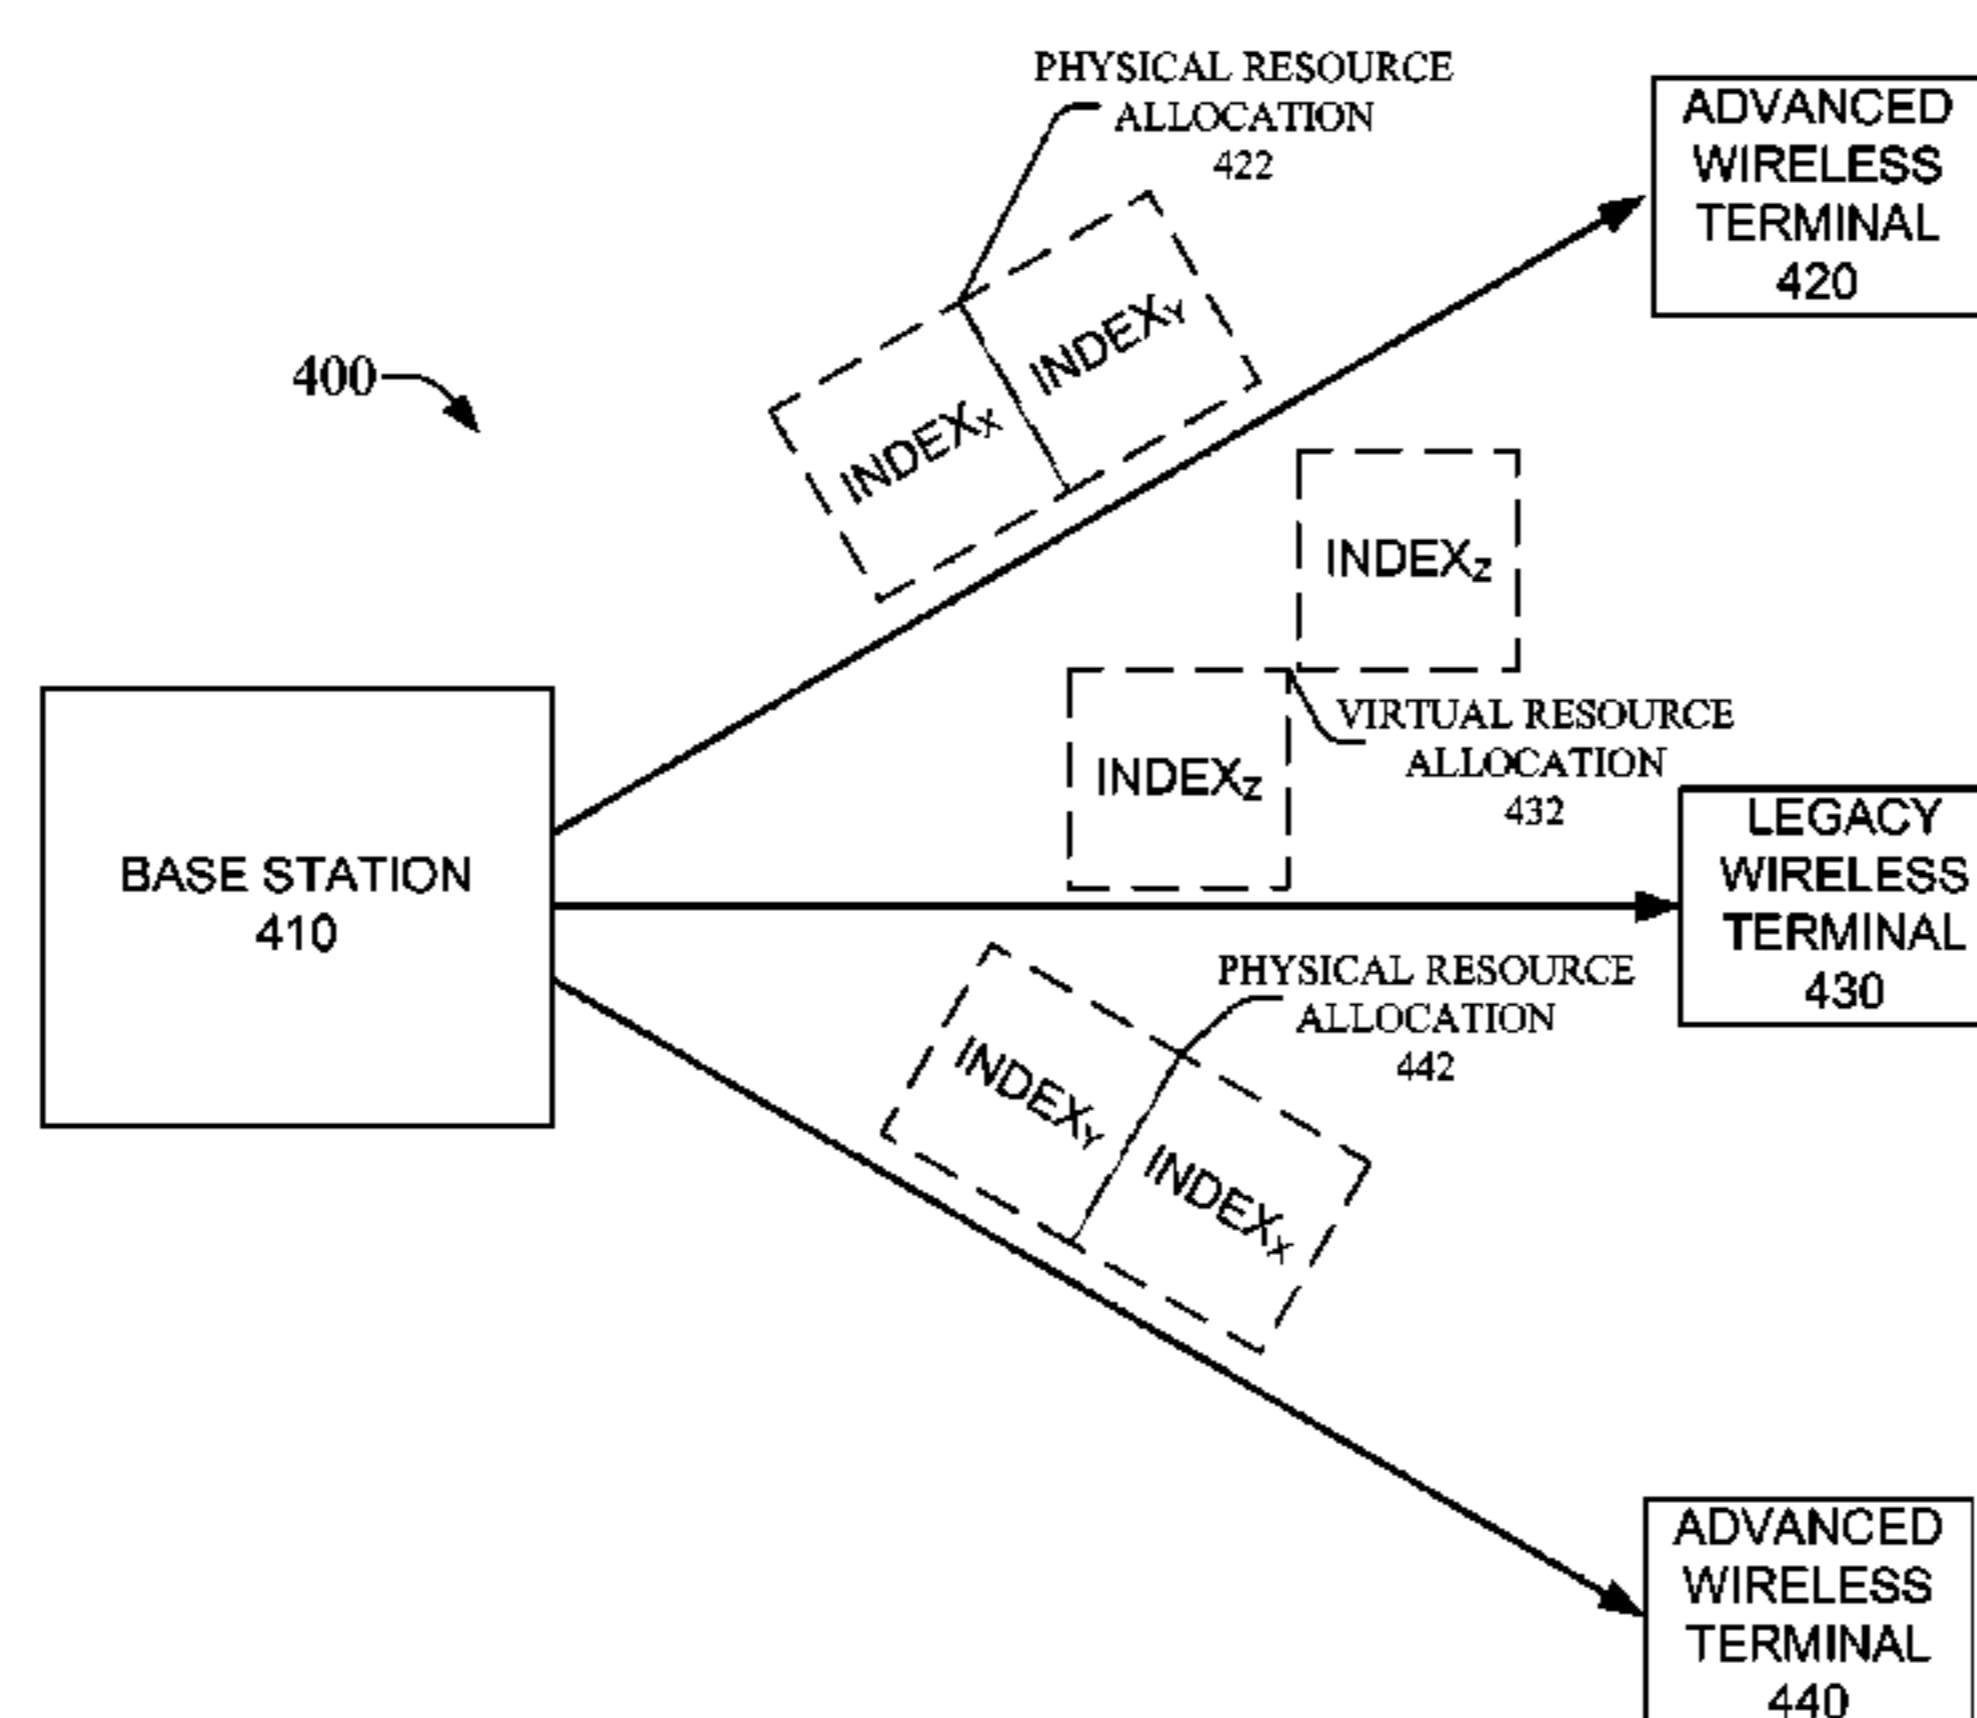 PHYSICAL RESOURCE
ALLOCATION
422
ADVANCED
WIRELESS
TERMINAL
420
400
INDEXX
INDEXY
INDEXZ
VIRTUAL RESOURCE
ALLOCATION
432
INDEXZ
LEGACY
WIRELESS
TERMINAL
430
BASE STATION
410
PHYSICAL RESOURCE
ALLOCATION
442
INDEXY
INDEXX
ADVANCED
WIRELESS
TERMINAL
440